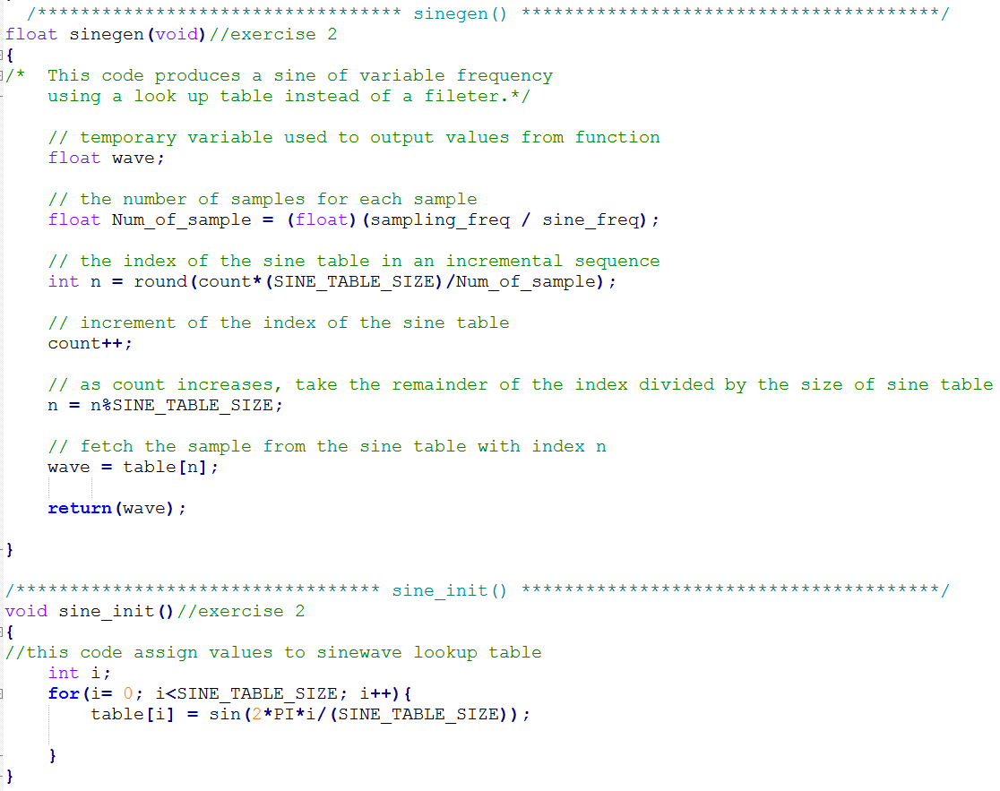 /********************************** sinegen() ***************************************/
float sinegen(void)//exercise 2
{
/*  This code produces a sine of variable frequency
    using a look up table instead of a fileter.*/

    // temporary variable used to output values from function
    float wave;

    // the number of samples for each sample
    float Num_of_sample = (float)(sampling_freq / sine_freq);

    // the index of the sine table in an incremental sequence
    int n = round(count*(SINE_TABLE_SIZE)/Num_of_sample);

    // increment of the index of the sine table
    count++;

    // as count increases, take the remainder of the index divided by the size of sine table
    n = n%SINE_TABLE_SIZE;

    // fetch the sample from the sine table with index n
    wave = table[n];

    return(wave);

}

/********************************** sine_init() ***************************************/
void sine_init()//exercise 2
{
//this code assign values to sinewave lookup table
    int i;
    for(i= 0; i<SINE_TABLE_SIZE; i++){
        table[i] = sin(2*PI*i/(SINE_TABLE_SIZE));

    }
}